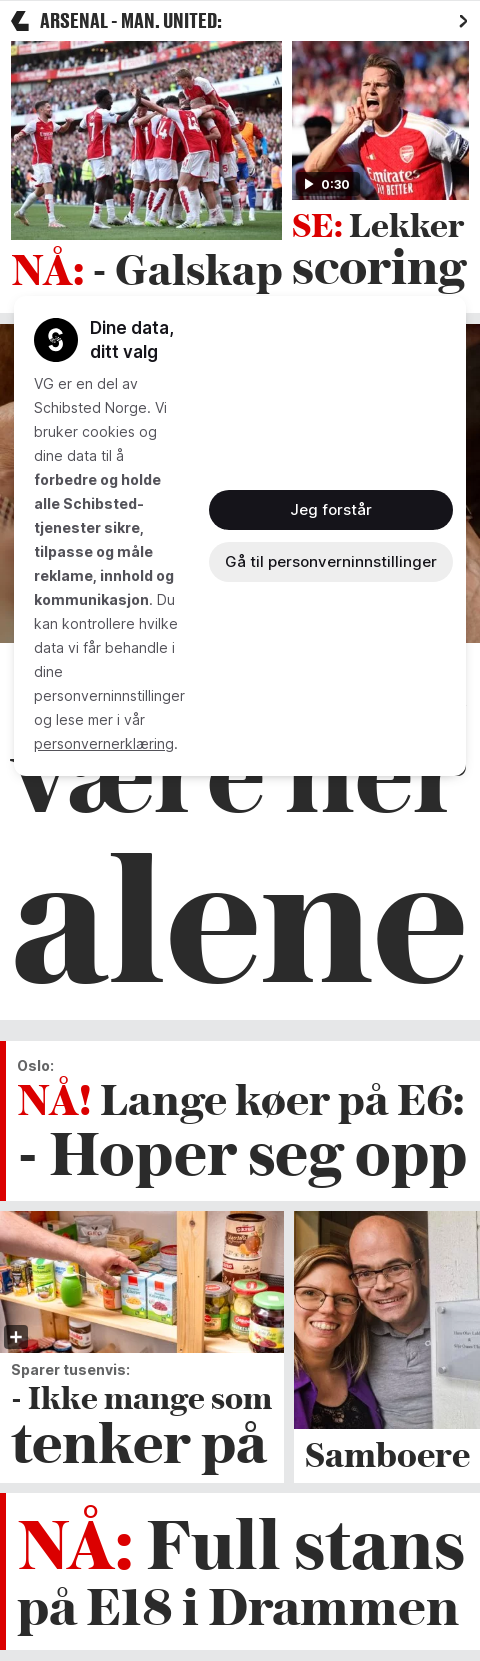 ARSENAL - MAN. UNITED:
0:30
NÅ: - Galskap
SE: Lekker
scoring
Dine data,
ditt valg
VG er en del av
Schibsted Norge. Vi
bruker cookies og
dine data til å
forbedre og holde
alle Schibsted-
tjenester sikre,
tilpasse og måle
reklame, innhold og
kommunikasjon. Du
kan kontrollere hvilke
data vi får behandle i
dine
personverninnstillinger
og lese mer i vår
personvernerklæring.
Jeg forstår
Gå til personverninnstillinger
være her
alene
Oslo:
NÅ! Lange køer på E6:
- Hoper seg opp
Sparer tusenvis:
- Ikke mange som
tenker på
Samboere
NÅ: Full stans
på E18 i Drammen